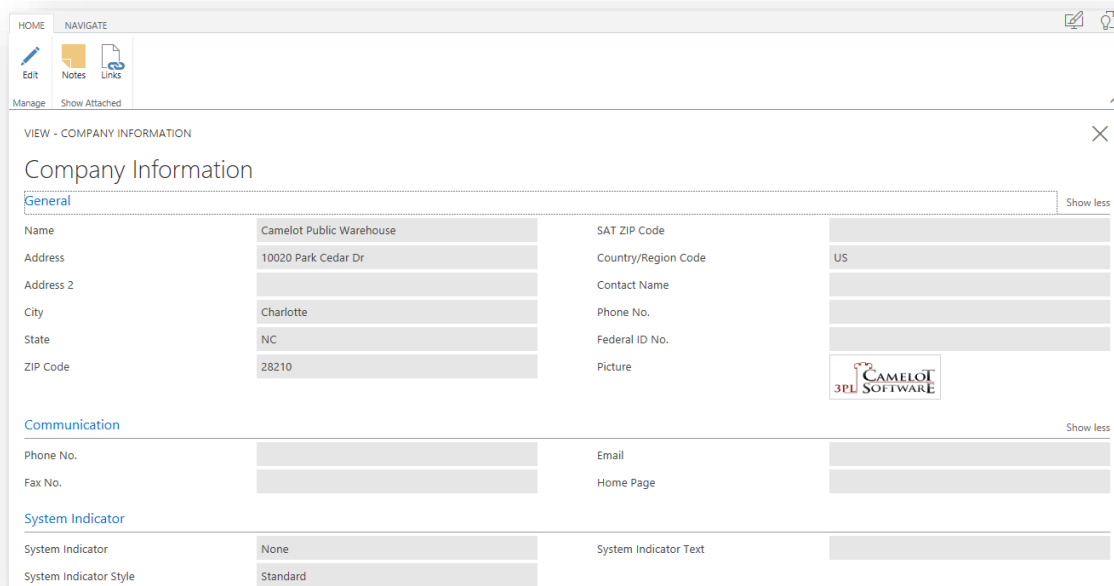 HOME NAVIGATE
Edit Notes Links
Manage Show Attached
VIEW - COMPANY INFORMATION
Company Information
General Show less
Name Camelot Public Warehouse SAT ZIP Code
Address 10020 Park Cedar Dr Country/Region Code US
Address 2 Contact Name
City Charlotte Phone No.
State NC Federal ID No.
ZIP Code 28210 Picture
CAMELOT
3PL SOFTWARE
Communication Show less
Phone No. Email
Fax No. Home Page
System Indicator
System Indicator None System Indicator Text
System Indicator Style Standard